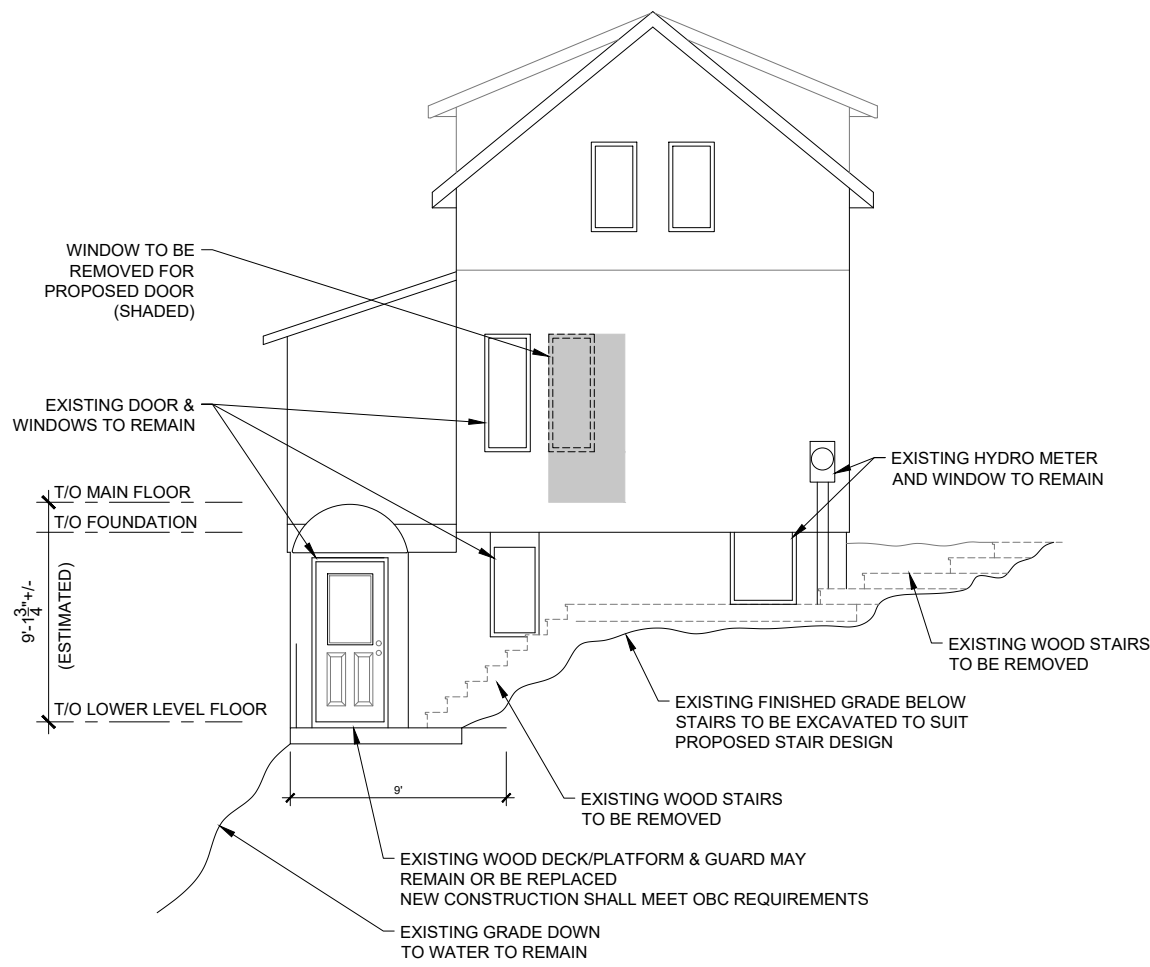 WINDOW TO BE
REMOVED FOR
PROPOSED DOOR
(SHADED)
EXISTING DOOR &
WINDOWS TO REMAIN
EXISTING HYDRO METER
AND WINDOW TO REMAIN
T/O MAIN FLOOR
T/O FOUNDATION
9'-1 3/4"+/-
(ESTIMATED)
T/O LOWER LEVEL FLOOR
EXISTING WOOD STAIRS
TO BE REMOVED
EXISTING FINISHED GRADE BELOW
STAIRS TO BE EXCAVATED TO SUIT
PROPOSED STAIR DESIGN
9'
EXISTING WOOD STAIRS
TO BE REMOVED
EXISTING WOOD DECK/PLATFORM & GUARD MAY
REMAIN OR BE REPLACED
NEW CONSTRUCTION SHALL MEET OBC REQUIREMENTS
EXISTING GRADE DOWN
TO WATER TO REMAIN